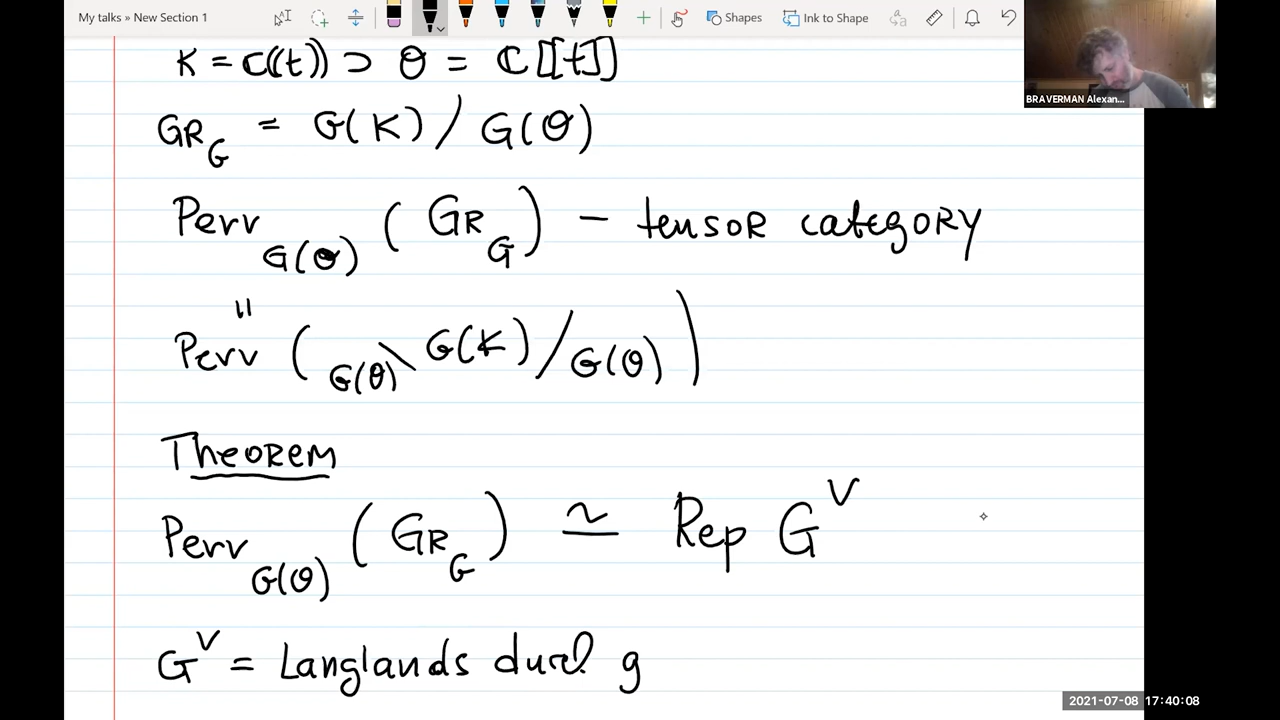 My talks » New Section 1
Shapes
Ink to Shape
K = C((t)) ⊃ O = C[[t]]
BRAVERMAN Alexan...
GR_G = G(K) / G(O)
Perv_G(O) (GR_G) – tensor category
"
Perv (G(O)\G(K)/G(O))
Theorem
Perv_G(O) (GR_G) ≃ Rep G^V
G^V = Langlands dual g
2021-07-08 17:40:08